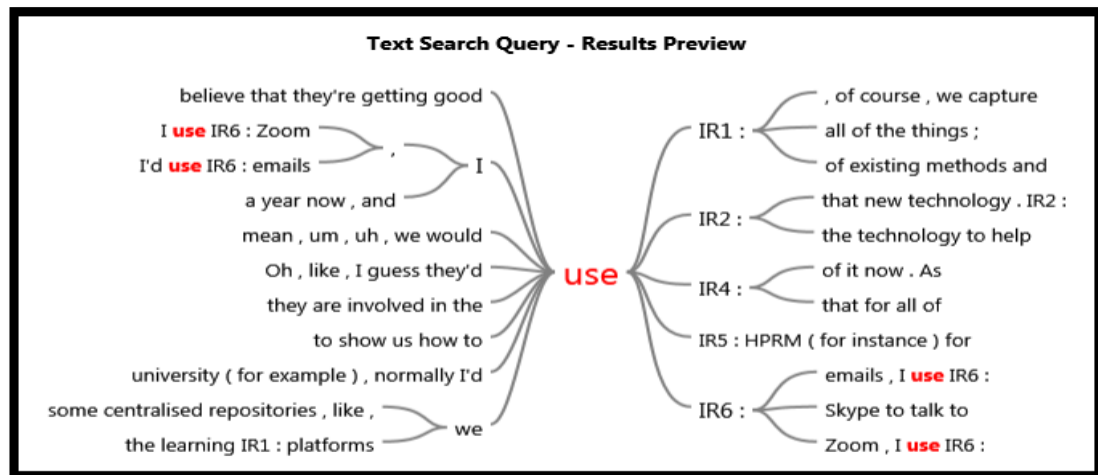 Text Search Query - Results Preview
believe that they're getting good
I use IR6 : Zoom
I'd use IR6 : emails
,
I
a year now , and
mean , um , uh , we would
Oh , like , I guess they'd
they are involved in the
to show us how to
university ( for example ) , normally I'd
some centralised repositories , like ,
the learning IR1 : platforms
we
use
IR1 :
, of course , we capture
all of the things ;
of existing methods and
IR2 :
that new technology . IR2 :
the technology to help
IR4 :
of it now . As
that for all of
IR5 : HPRM ( for instance ) for
IR6 :
emails , I use IR6 :
Skype to talk to
Zoom , I use IR6 :